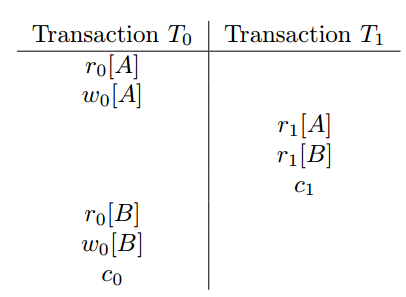 Transaction T₀ Transaction T₁
r₀[A]
w₀[A]
r₁[A]
r₁[B]
c₁
r₀[B]
w₀[B]
c₀